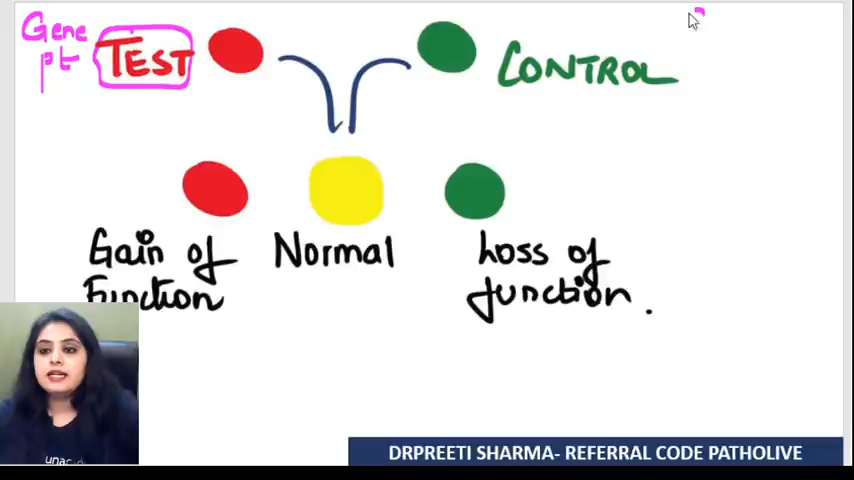 Gene
pt TEST
CONTROL
Gain of Normal Loss of
Function function.
DRPREETI SHARMA- REFERRAL CODE PATHOLIVE